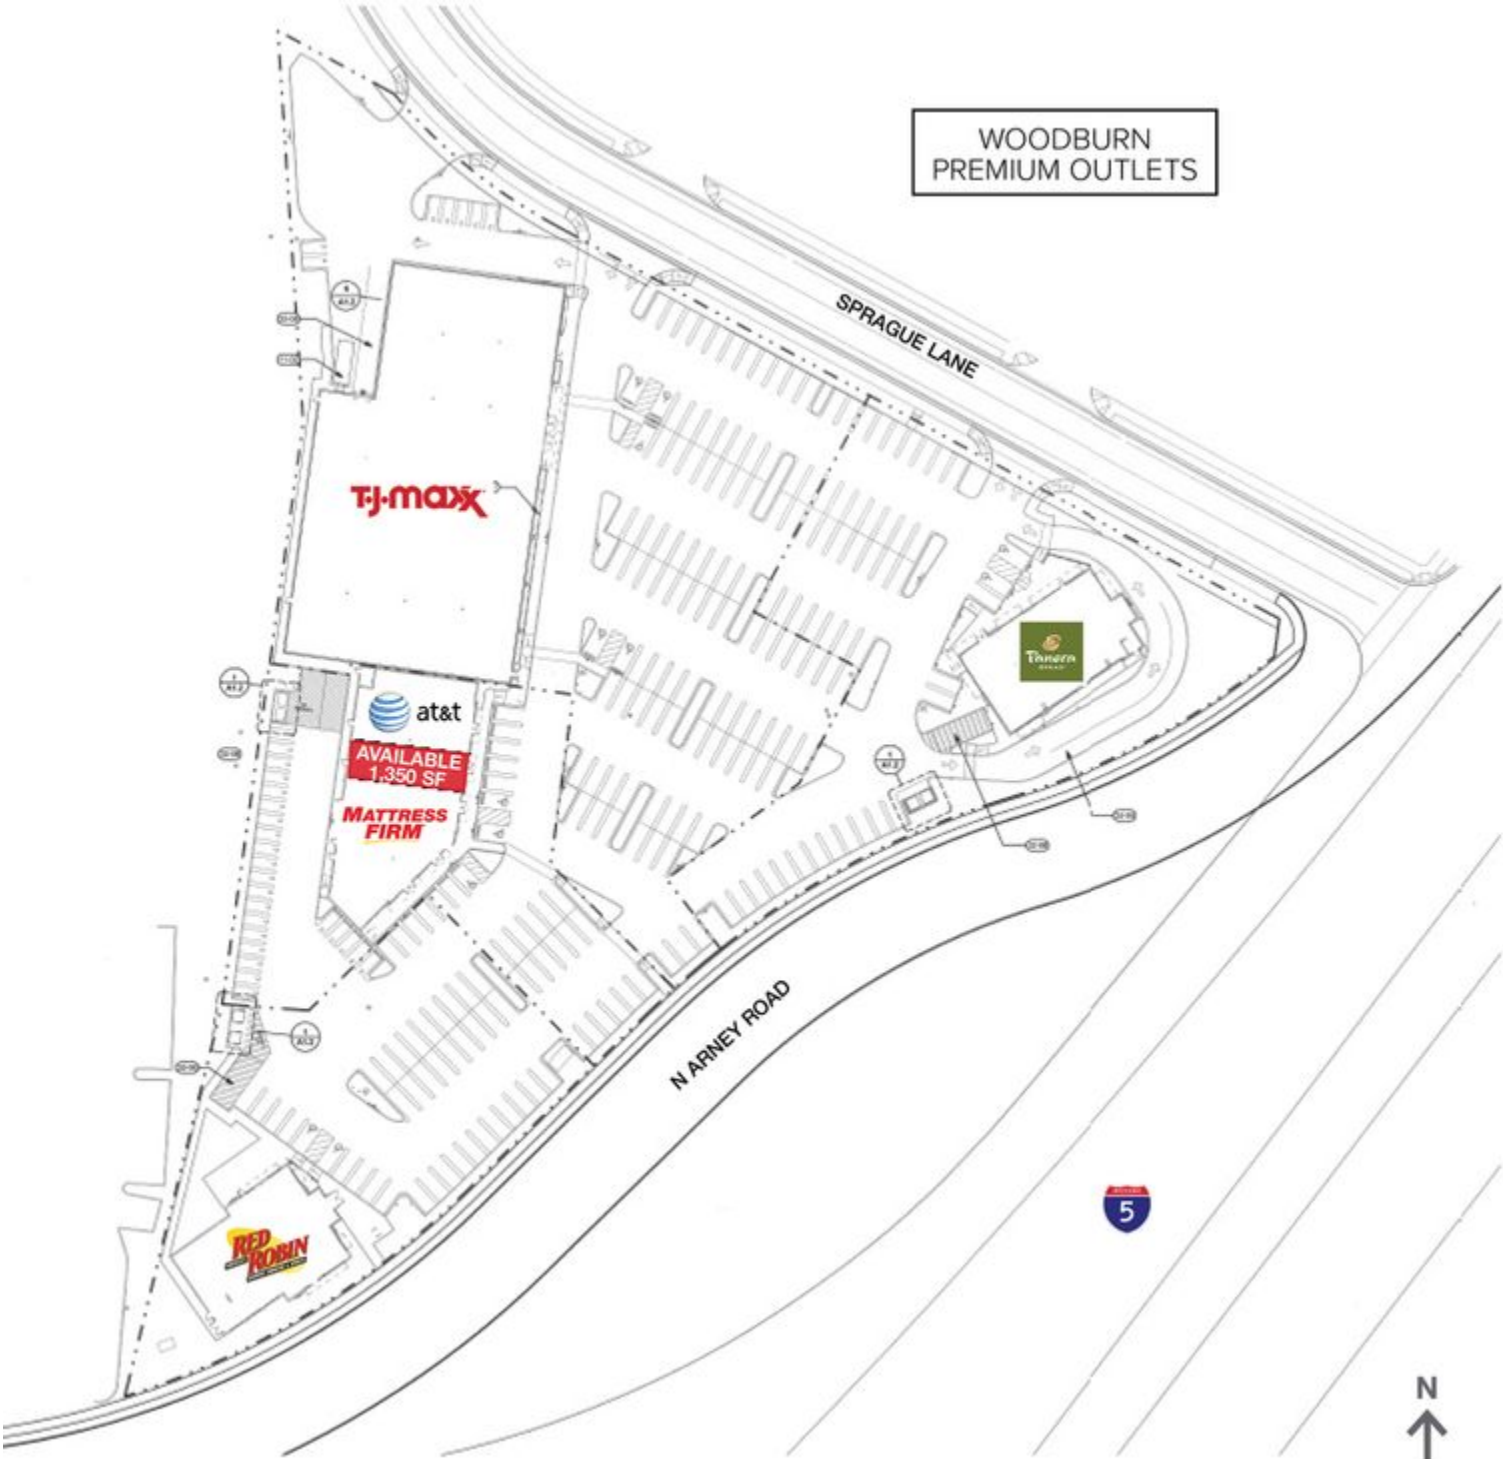 WOODBURN
PREMIUM OUTLETS
SPRAGUE LANE
T·J·maxx
Panera
BREAD
at&t
AVAILABLE
1,350 SF
MATTRESS
FIRM
N ARNEY ROAD
RED
ROBIN
5
N